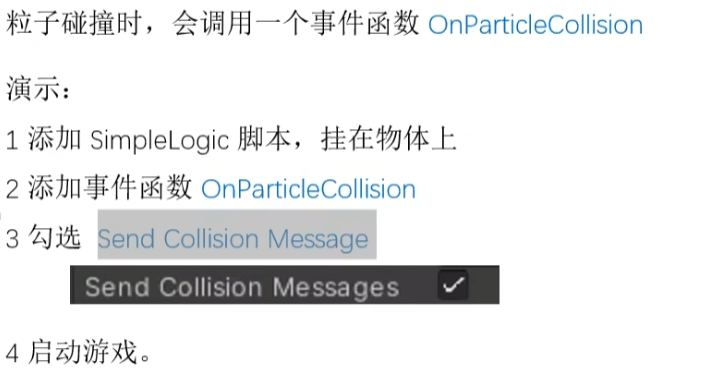 粒子碰撞时，会调用一个事件函数 OnParticleCollision
演示：
1 添加 SimpleLogic 脚本，挂在物体上
2 添加事件函数 OnParticleCollision
3 勾选 Send Collision Message
Send Collision Messages
4 启动游戏。